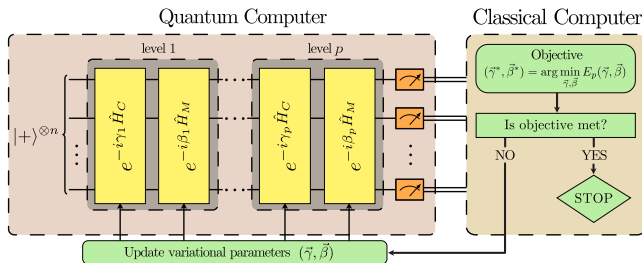 Quantum Computer
Classical Computer
level 1
level p
|+⟩^{⊗n}
e^{-iγ_1 Ĥ_C}
e^{-iβ_1 Ĥ_M}
e^{-iγ_p Ĥ_C}
e^{-iβ_p Ĥ_M}
Objective
(γ⃗*, β⃗*) = arg min_{γ⃗,β⃗} E_p(γ⃗, β⃗)
Is objective met?
NO
YES
STOP
Update variational parameters (γ⃗, β⃗)